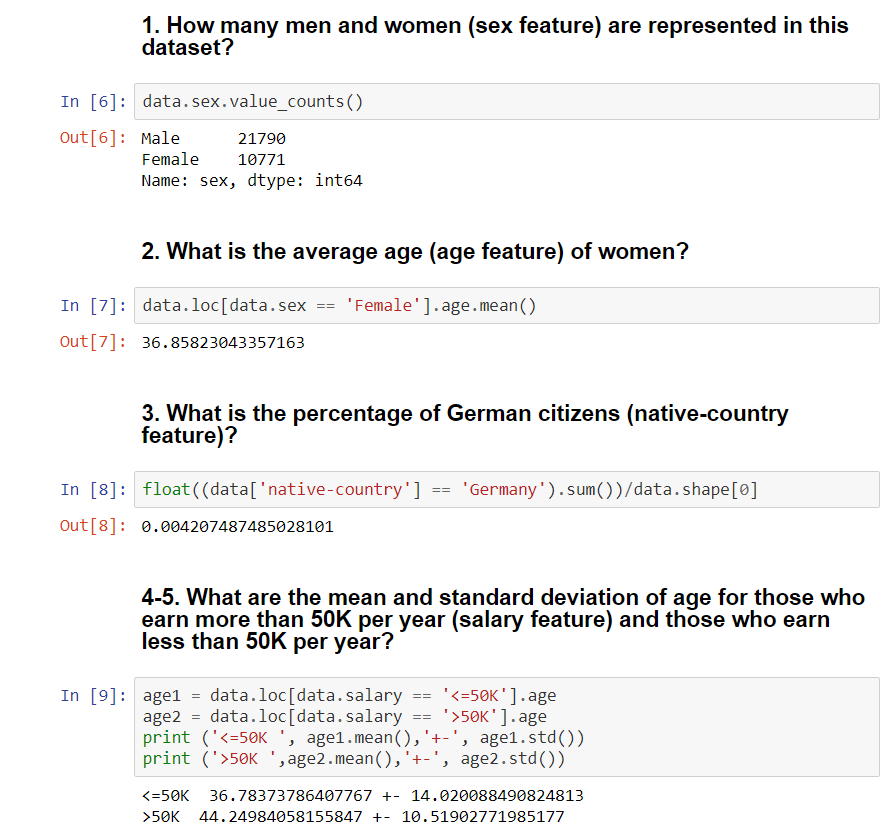 1. How many men and women (sex feature) are represented in this
dataset?
In [6]: data.sex.value_counts()
Out[6]: Male      21790
Female    10771
Name: sex, dtype: int64
2. What is the average age (age feature) of women?
In [7]: data.loc[data.sex == 'Female'].age.mean()
Out[7]: 36.85823043357163
3. What is the percentage of German citizens (native-country
feature)?
In [8]: float((data['native-country'] == 'Germany').sum())/data.shape[0]
Out[8]: 0.004207487485028101
4-5. What are the mean and standard deviation of age for those who
earn more than 50K per year (salary feature) and those who earn
less than 50K per year?
In [9]: age1 = data.loc[data.salary == '<=50K'].age
age2 = data.loc[data.salary == '>50K'].age
print ('<=50K ', age1.mean(),'+-', age1.std())
print ('>50K ',age2.mean(),'+-', age2.std())
<=50K  36.78373786407767 +- 14.020088490824813
>50K  44.24984058155847 +- 10.51902771985177